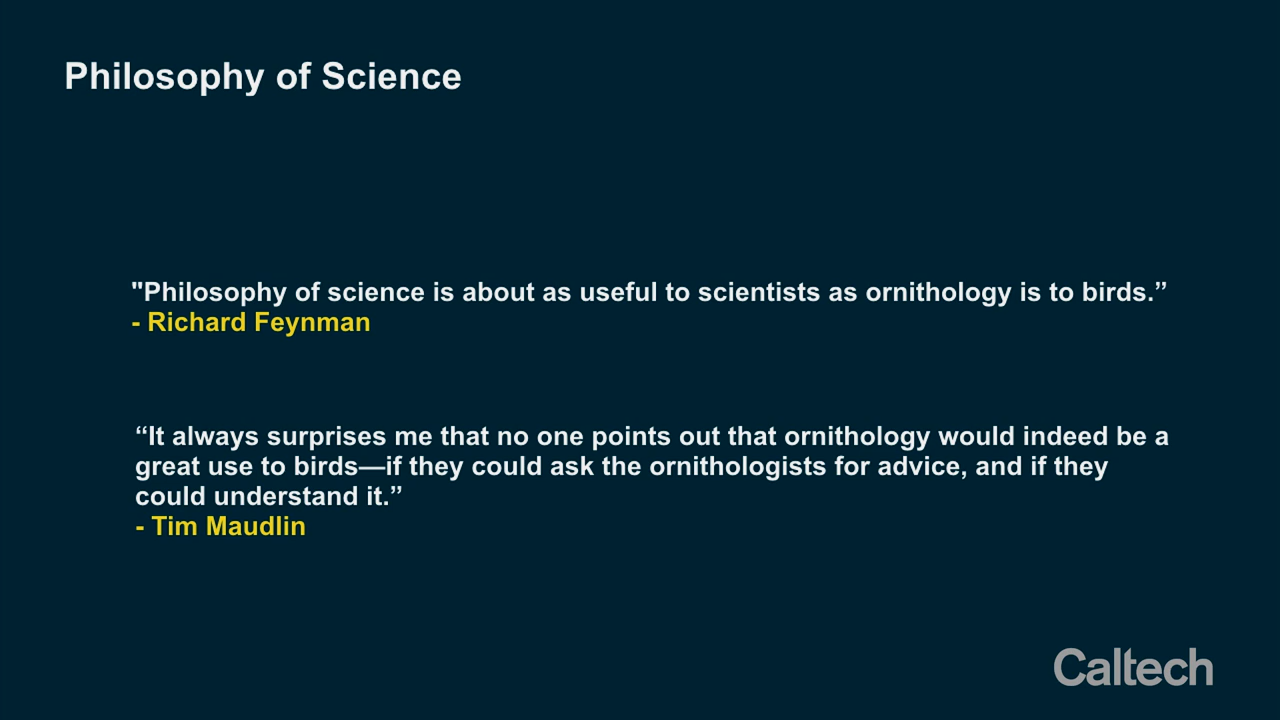 Philosophy of Science
"Philosophy of science is about as useful to scientists as ornithology is to birds.”
- Richard Feynman
“It always surprises me that no one points out that ornithology would indeed be a
great use to birds—if they could ask the ornithologists for advice, and if they
could understand it.”
- Tim Maudlin
Caltech